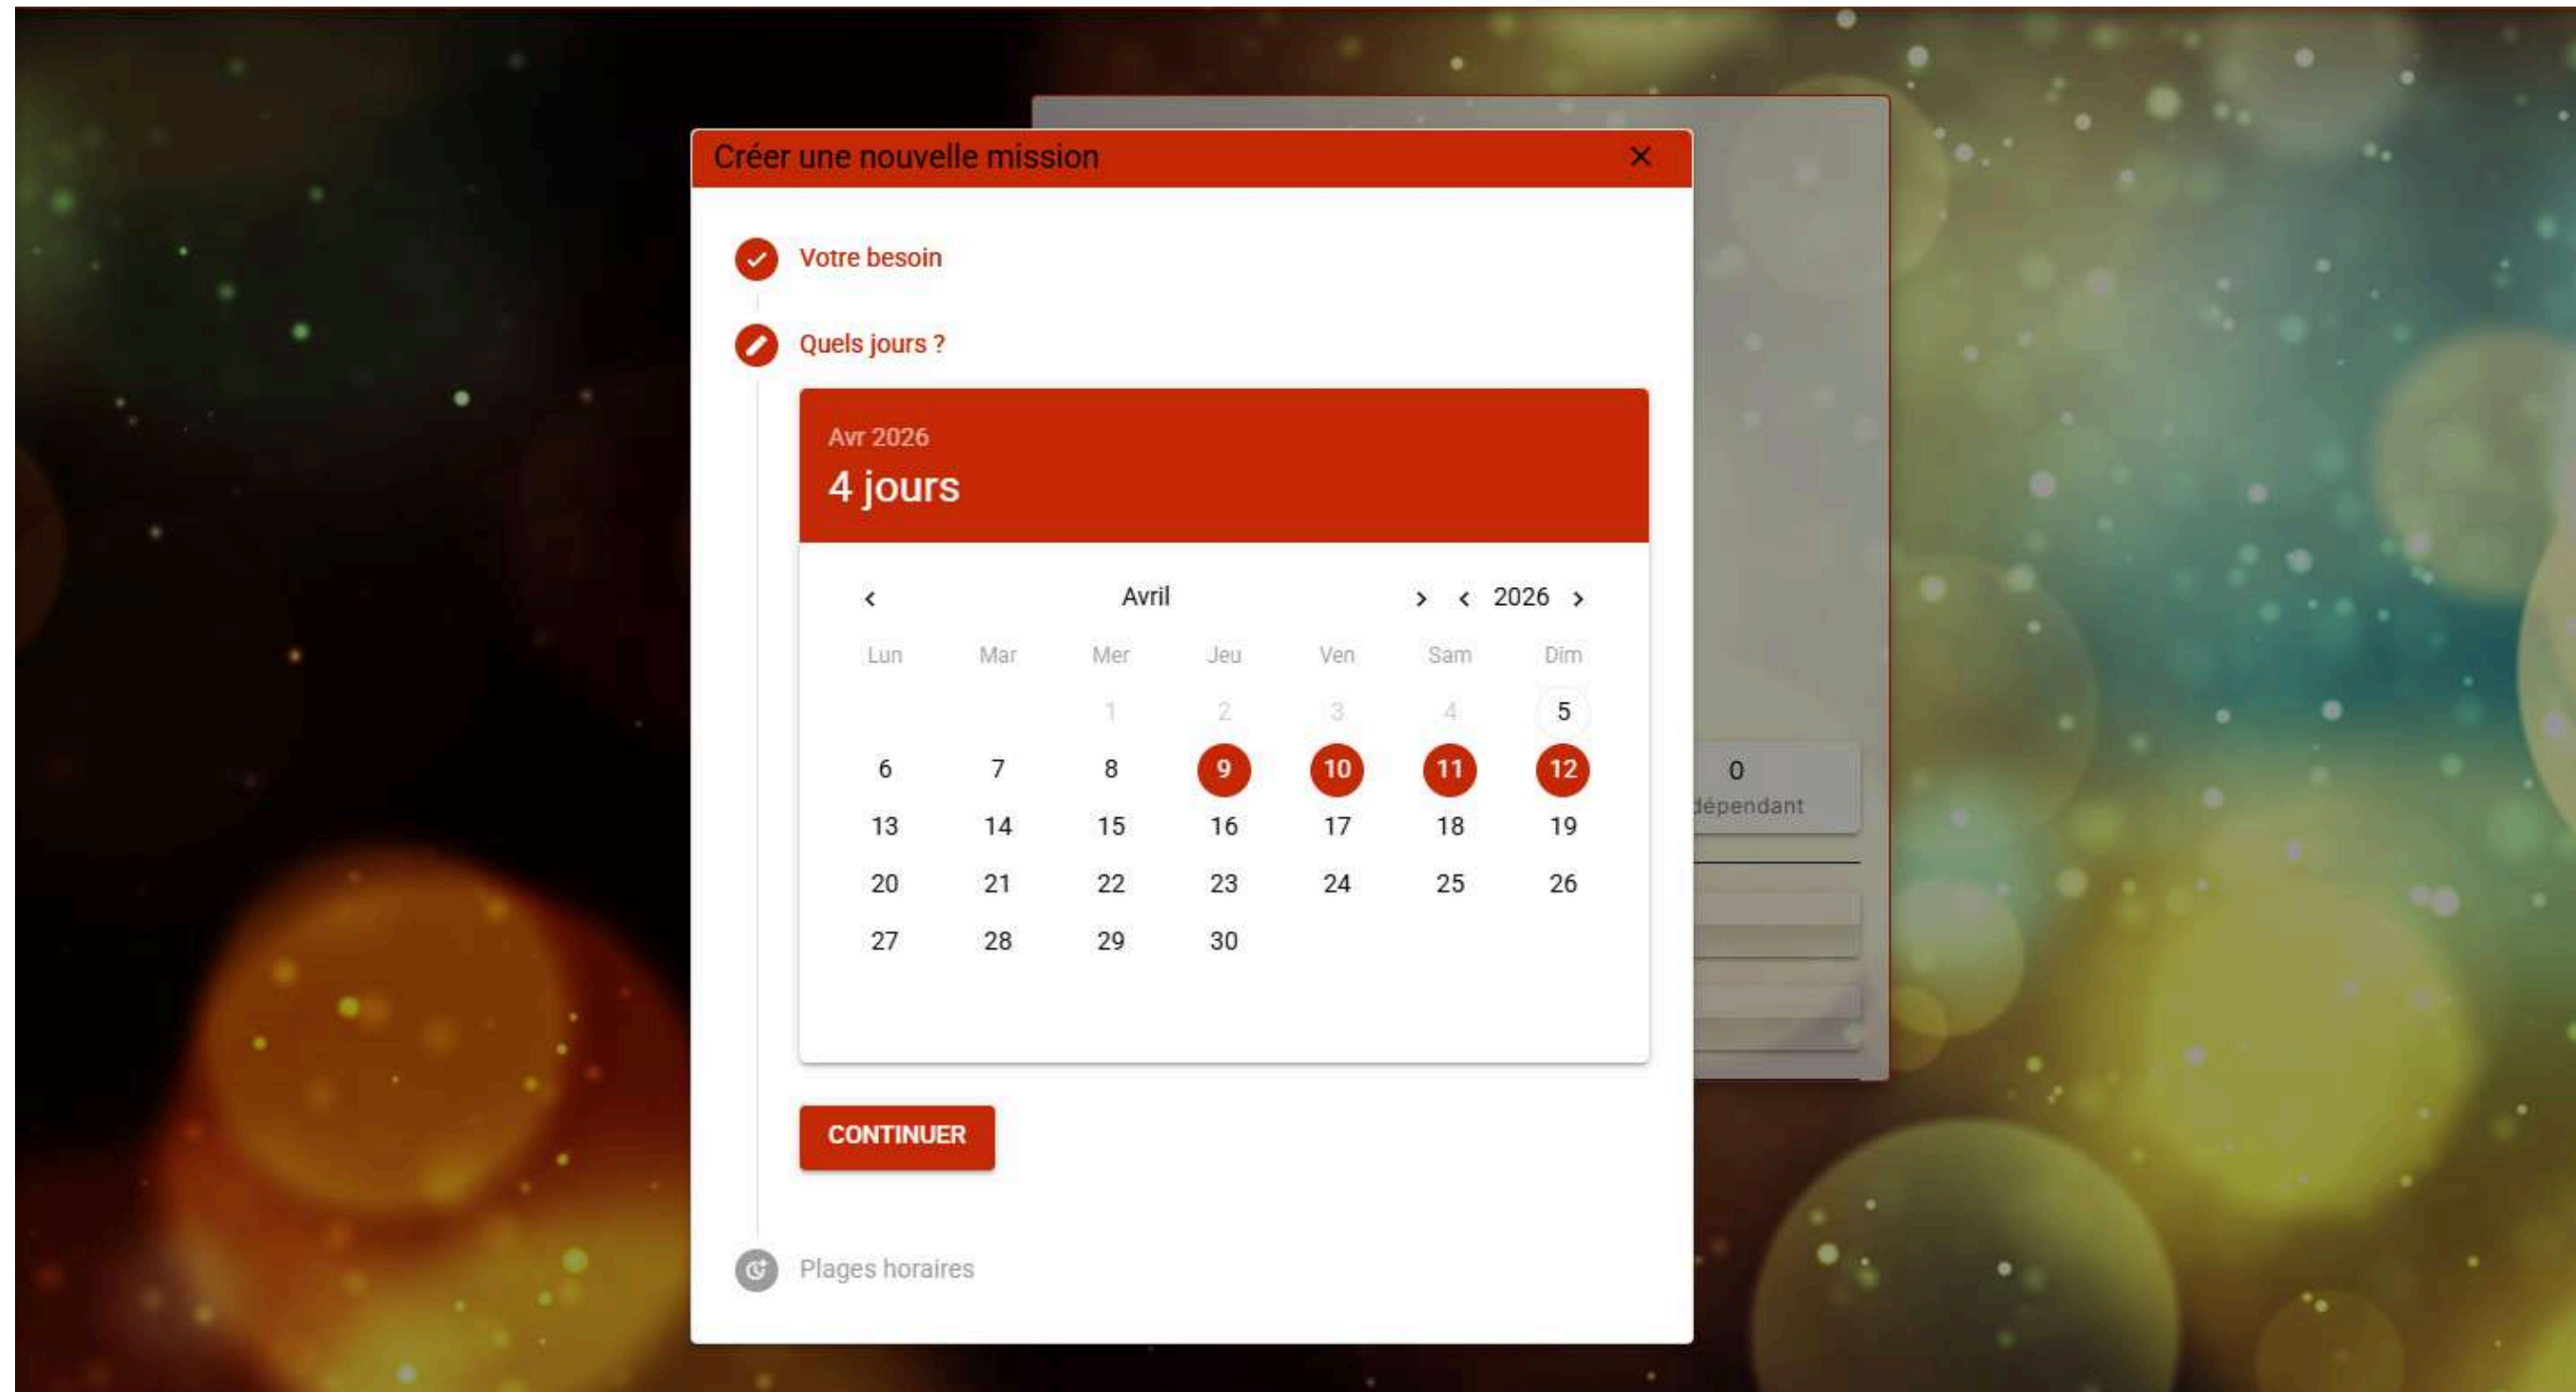 Créer une nouvelle mission
Votre besoin
Quels jours ?
Avr 2026
4 jours
Avril 2026
Lun Mar Mer Jeu Ven Sam Dim
1 2 3 4 5
6 7 8 9 10 11 12
13 14 15 16 17 18 19
20 21 22 23 24 25 26
27 28 29 30
CONTINUER
Plages horaires
0
dépendant